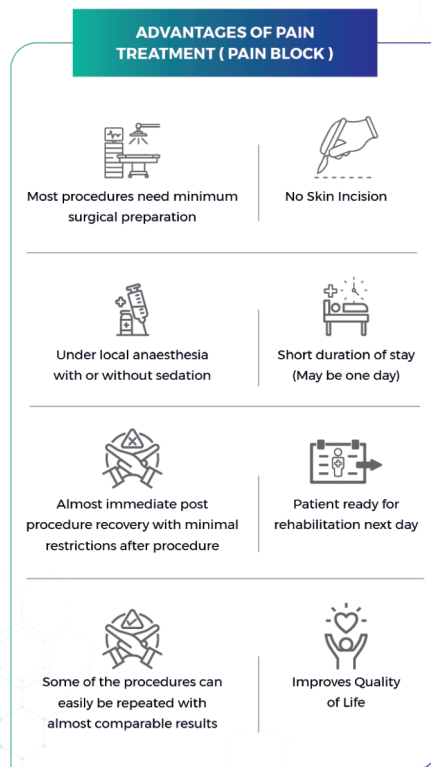 ADVANTAGES OF PAIN
TREATMENT ( PAIN BLOCK )
Most procedures need minimum
surgical preparation
No Skin Incision
Under local anaesthesia
with or without sedation
Short duration of stay
(May be one day)
Almost immediate post
procedure recovery with minimal
restrictions after procedure
Patient ready for
rehabilitation next day
Some of the procedures can
easily be repeated with
almost comparable results
Improves Quality
of Life